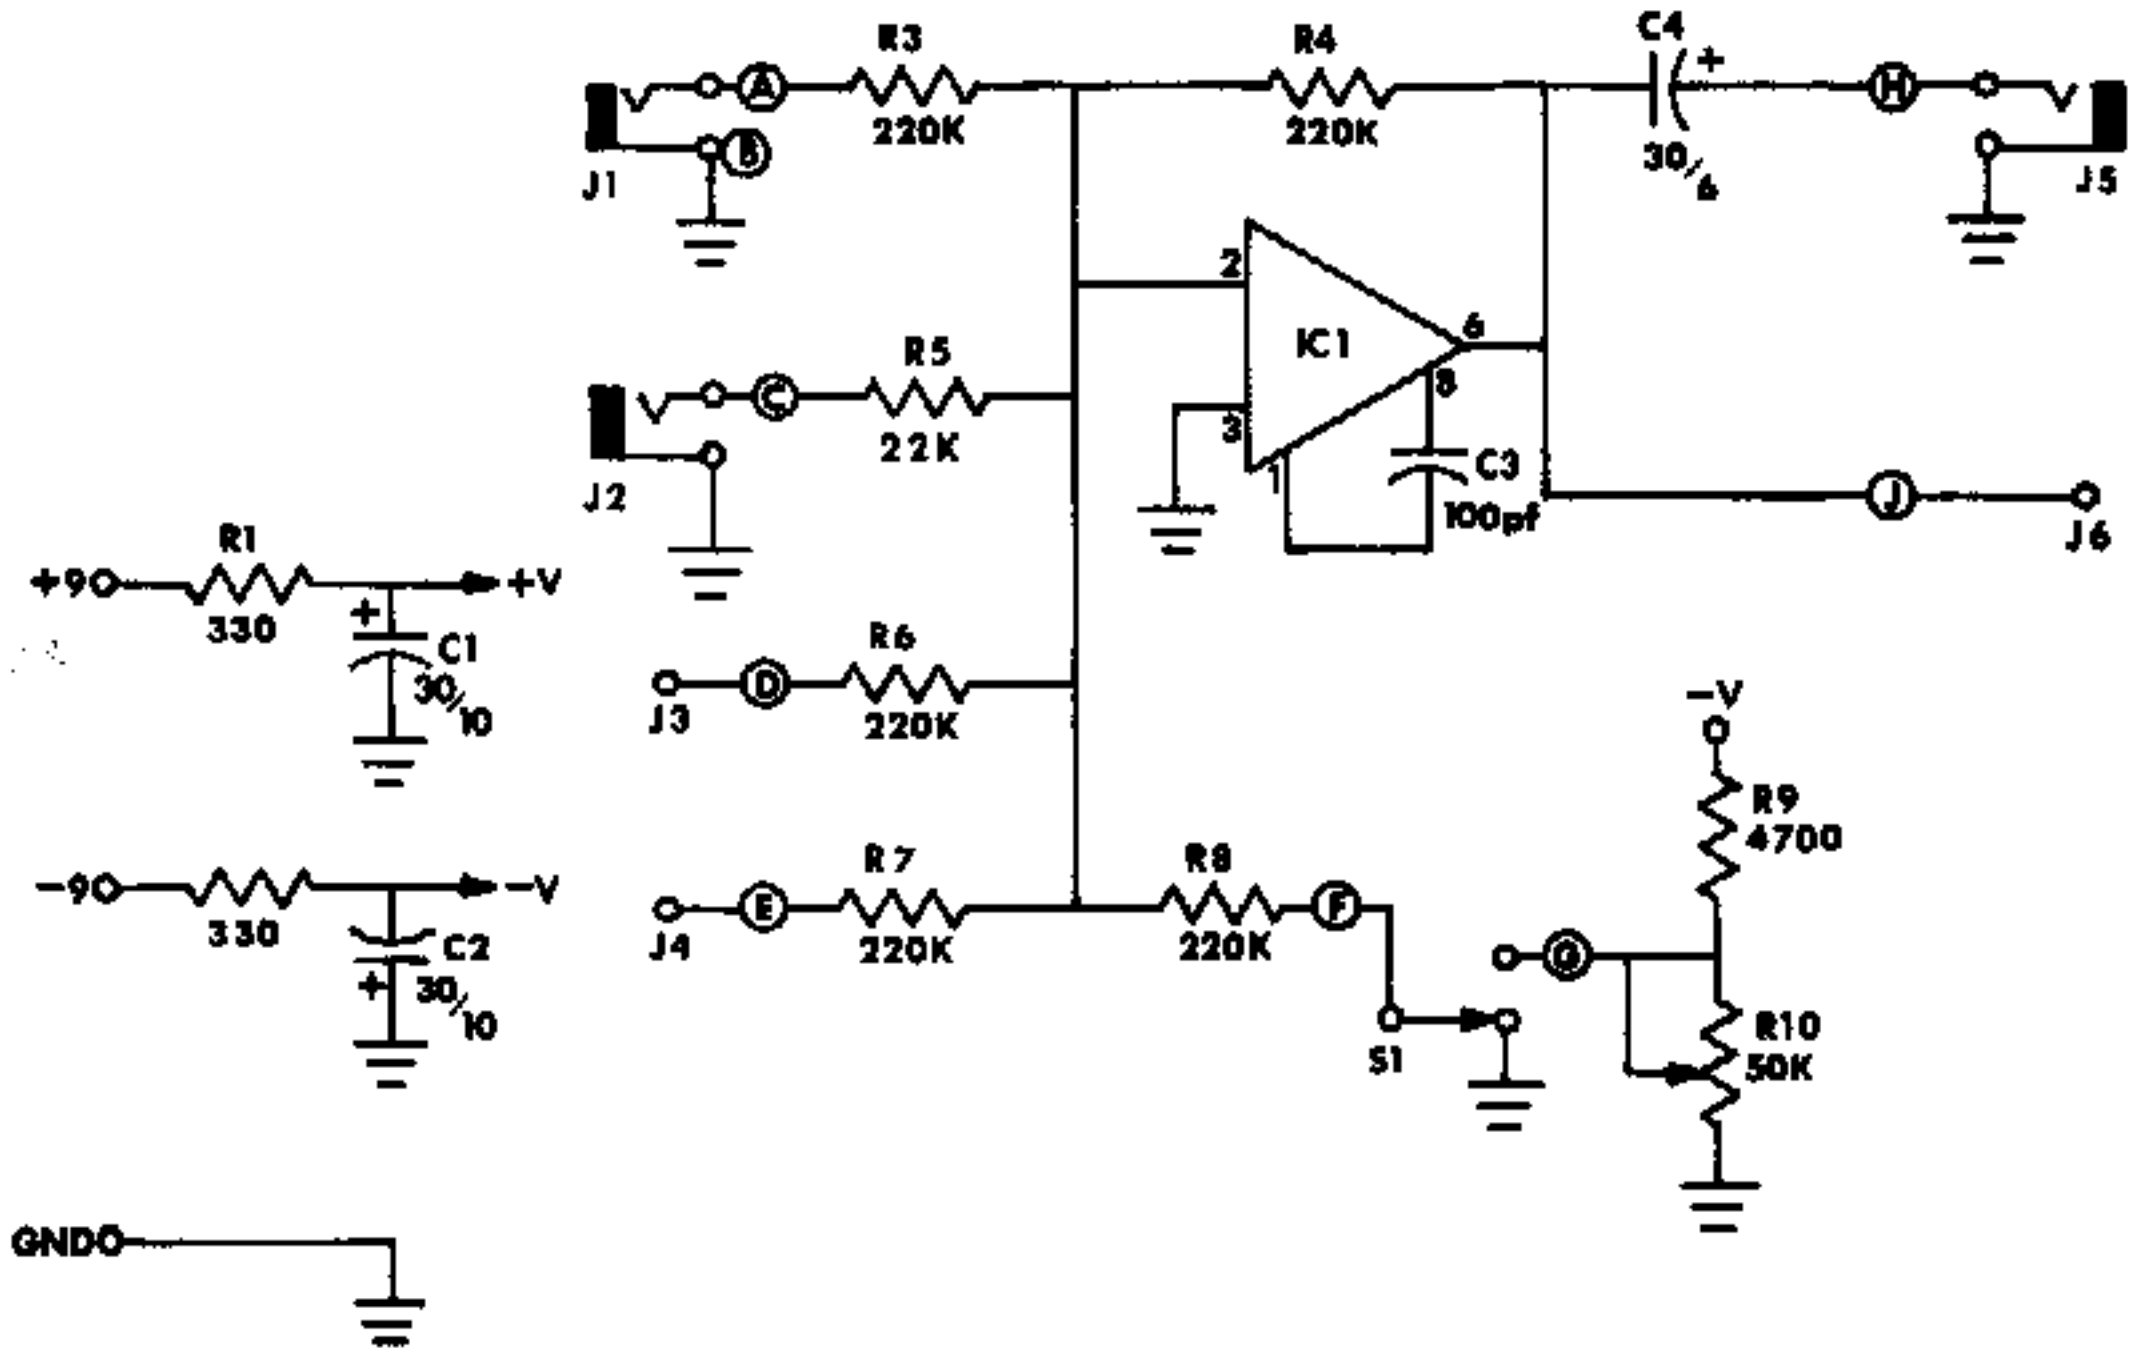 R3
220K
A
B
J1
R4
220K
C4
+
30/6
H
J5
2
IC1
6
3
1
8
C3
100pf
R5
22K
C
J2
J
J6
R1
+9
330
+V
+
C1
30/10
R6
D
J3
220K
-V
R9
4700
-9
330
-V
C2
+
30/10
R7
E
J4
220K
R8
F
220K
G
S1
R10
50K
GND